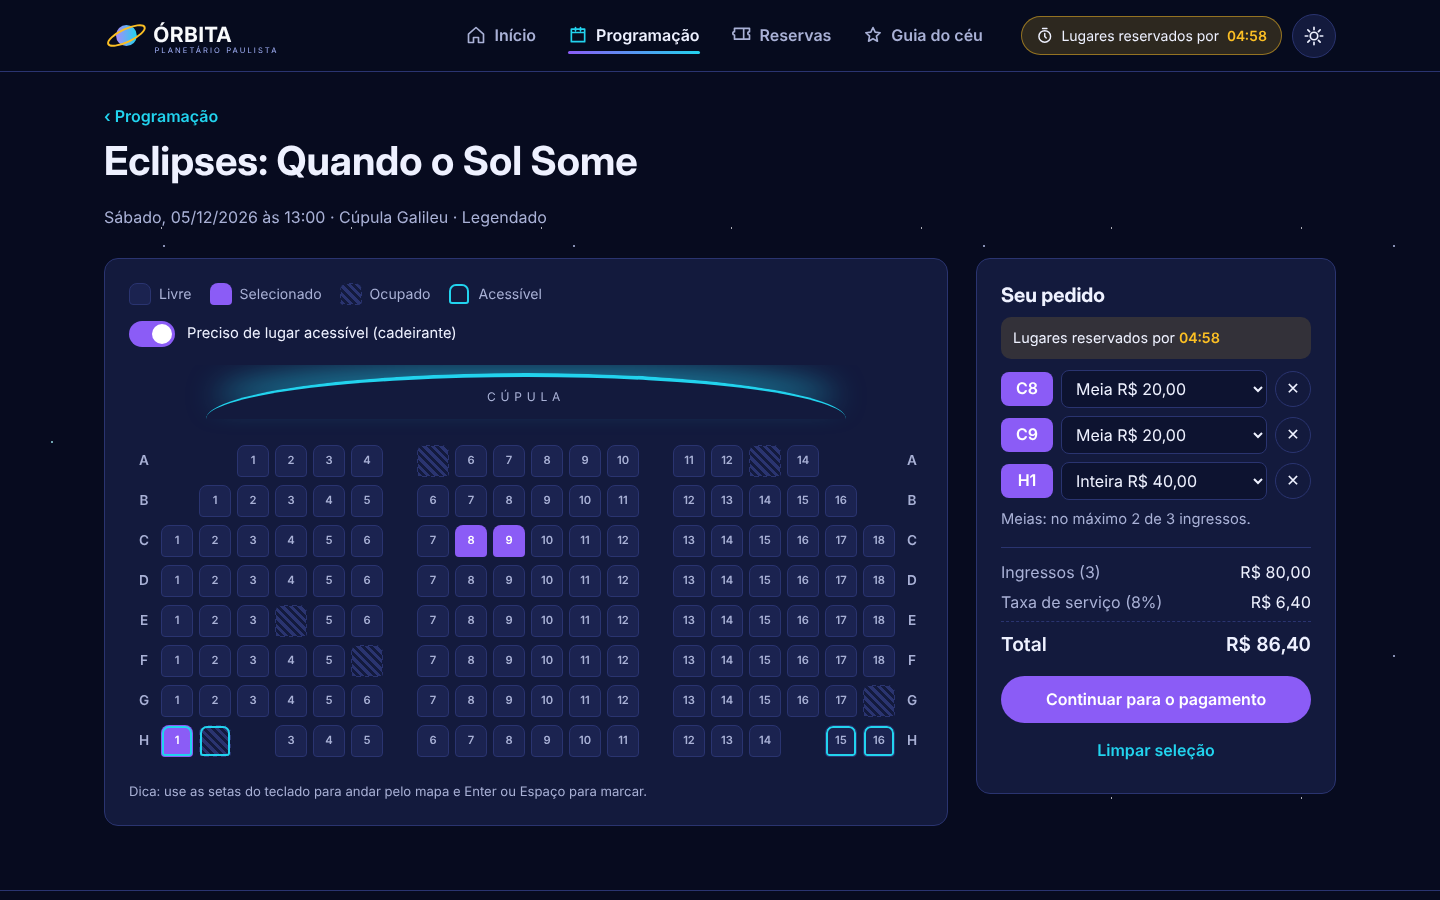 ÓRBITA
PLANETÁRIO PAULISTA
Início
Programação
Reservas
Guia do céu
Lugares reservados por 04:58
‹ Programação
Eclipses: Quando o Sol Some
Sábado, 05/12/2026 às 13:00 · Cúpula Galileu · Legendado
Livre
Selecionado
Ocupado
Acessível
Preciso de lugar acessível (cadeirante)
CÚPULA
A 1 2 3 4 6 7 8 9 10 11 12 14 A
B 1 2 3 4 5 6 7 8 9 10 11 12 13 14 15 16 B
C 1 2 3 4 5 6 7 8 9 10 11 12 13 14 15 16 17 18 C
D 1 2 3 4 5 6 7 8 9 10 11 12 13 14 15 16 17 18 D
E 1 2 3 5 6 7 8 9 10 11 12 13 14 15 16 17 18 E
F 1 2 3 4 5 7 8 9 10 11 12 13 14 15 16 17 18 F
G 1 2 3 4 5 6 7 8 9 10 11 12 13 14 15 16 17 G
H 1 3 4 5 6 7 8 9 10 11 12 13 14 15 16 H
Dica: use as setas do teclado para andar pelo mapa e Enter ou Espaço para marcar.
Seu pedido
Lugares reservados por 04:58
C8 Meia R$ 20,00 ✕
C9 Meia R$ 20,00 ✕
H1 Inteira R$ 40,00 ✕
Meias: no máximo 2 de 3 ingressos.
Ingressos (3) R$ 80,00
Taxa de serviço (8%) R$ 6,40
Total R$ 86,40
Continuar para o pagamento
Limpar seleção